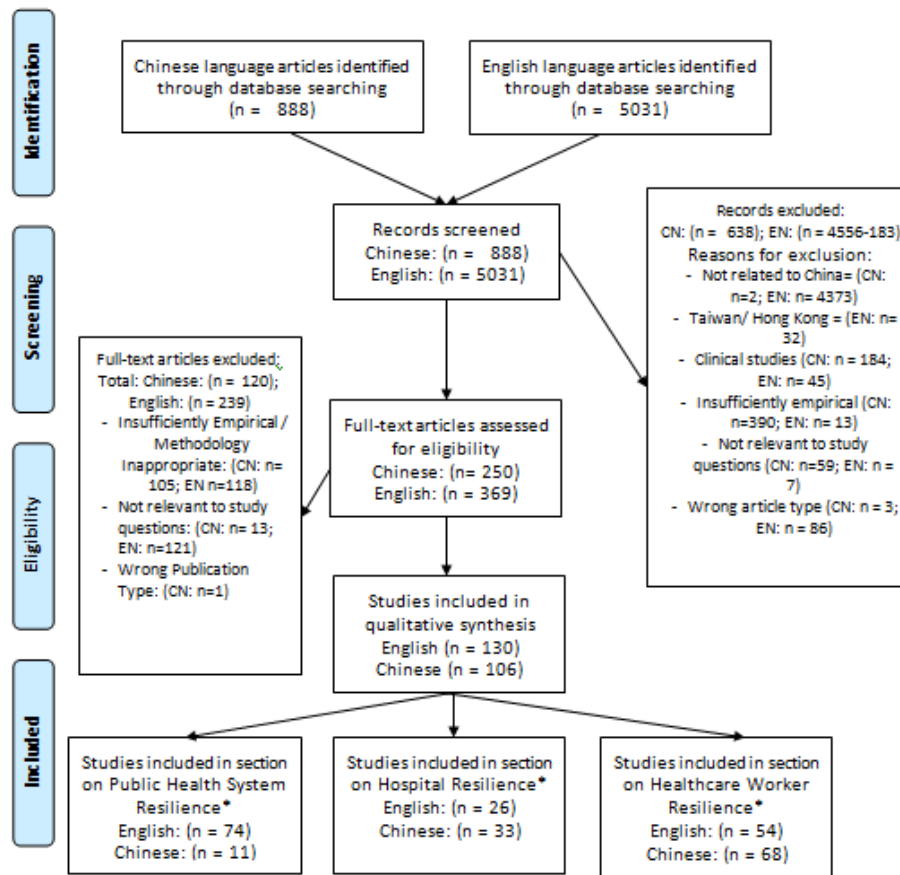 Identification
Chinese language articles identified
through database searching
(n = 888)
English language articles identified
through database searching
(n = 5031)
Screening
Records screened
Chinese: (n = 888)
English: (n = 5031)
Records excluded:
CN: (n = 638); EN: (n = 4556-183)
Reasons for exclusion:
- Not related to China= (CN:
n=2; EN: n= 4373)
- Taiwan/ Hong Kong = (EN: n=
32)
- Clinical studies (CN: n = 184;
EN: n= 45)
- Insufficiently empirical (CN:
n=390; EN: n= 13)
- Not relevant to study
questions (CN: n=59; EN: n =
7)
- Wrong article type (CN: n = 3;
EN: n = 86)
Full-text articles excluded;
Total: Chinese: (n = 120);
English: (n = 239)
- Insufficiently Empirical /
Methodology
Inappropriate: (CN: n=
105; EN n=118)
- Not relevant to study
questions: (CN: n= 13;
EN: n=121)
- Wrong Publication
Type: (CN: n=1)
Eligibility
Full-text articles assessed
for eligibility
Chinese: (n= 250)
English: (n = 369)
Studies included in
qualitative synthesis
English (n = 130)
Chinese (n = 106)
Included
Studies included in section
on Public Health System
Resilience*
English: (n = 74)
Chinese: (n = 11)
Studies included in section
on Hospital Resilience*
English: (n = 26)
Chinese: (n = 33)
Studies included in section
on Healthcare Worker
Resilience*
English: (n = 54)
Chinese: (n = 68)